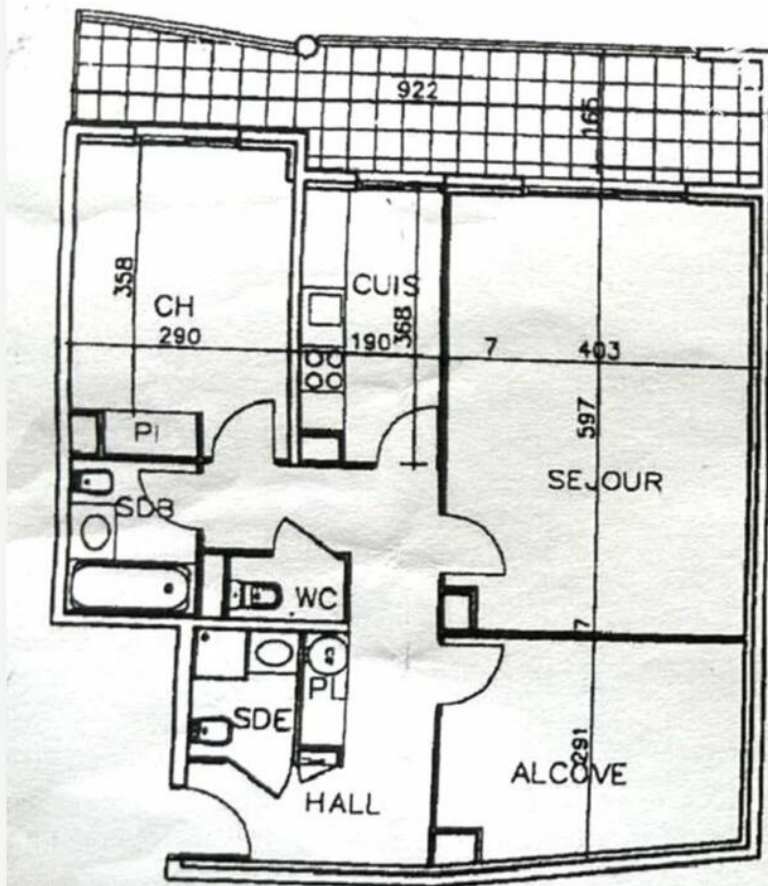 922
165
358
CH
290
CUIS
190
368
7
403
597
SEJOUR
PI
SDB
WC
7
PL
SDE
291
ALCOVE
HALL